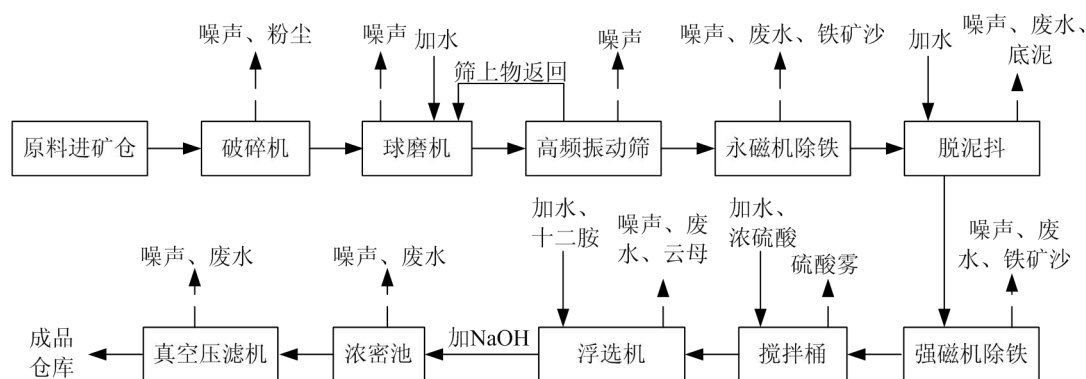 噪声、粉尘
噪声
加水
筛上物返回
噪声
噪声、废水、铁矿沙
加水
噪声、废水、
底泥
原料进矿仓
破碎机
球磨机
高频振动筛
永磁机除铁
脱泥抖
噪声、废水
噪声、废水
加水、
十二胺
噪声、废
水、云母
加水、
浓硫酸
硫酸雾
噪声、废
水、铁矿沙
成品
仓库
真空压滤机
浓密池
加NaOH
浮选机
搅拌桶
强磁机除铁